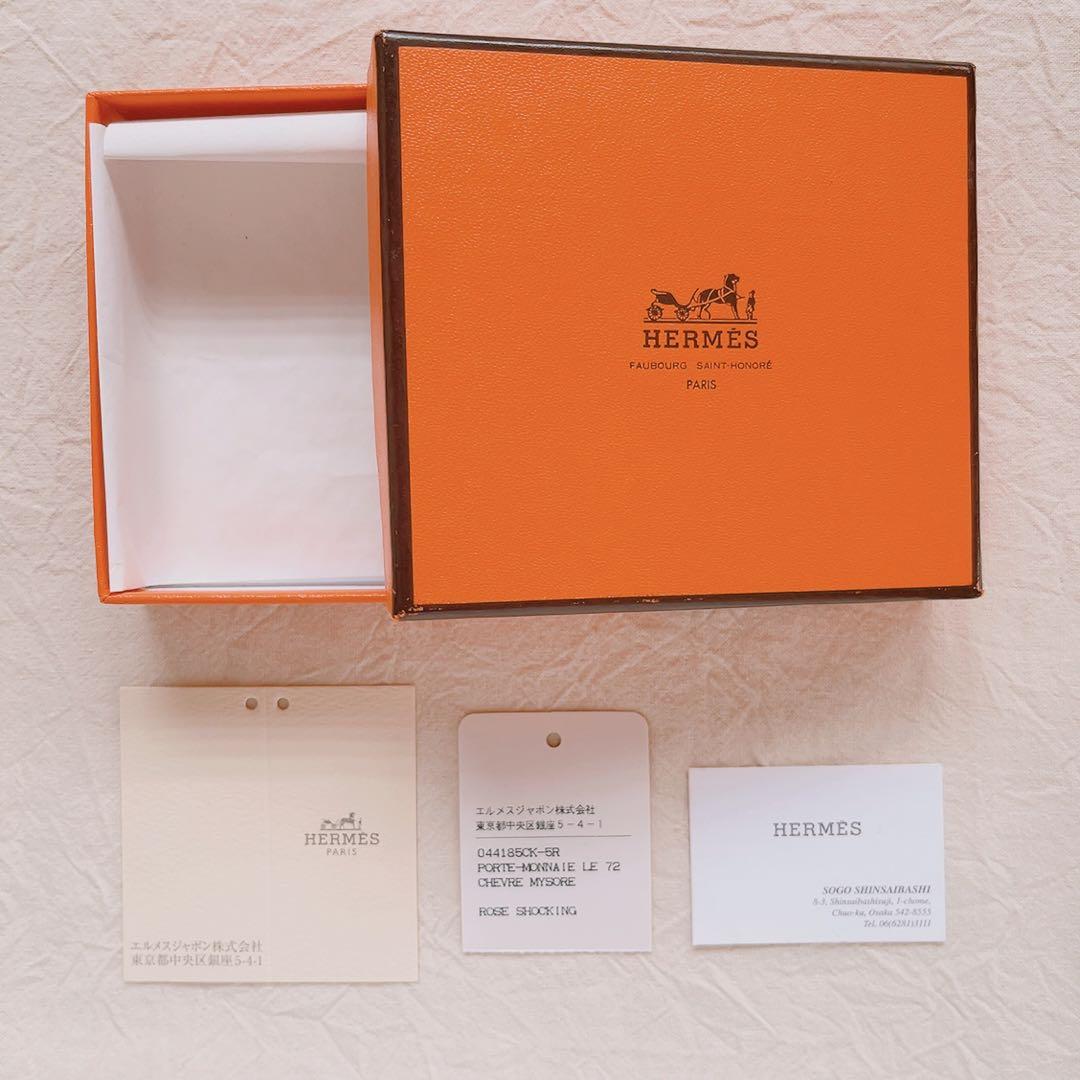 HERMÈS
FAUBOURG SAINT-HONORÉ
PARIS
HERMÈS
PARIS
エルメスジャポン株式会社
東京都中央区銀座5-4-1
エルメスジャポン株式会社
東京都中央区銀座5-4-1
044185CK-5R
PORTE-MONNAIE LE 72
CHEVRE MYSORE
ROSE SHOCKING
HERMÈS
SOGO SHINSAIBASHI
8-3, Shinsaibashisuji, 1-chome,
Chuo-ku, Osaka 542-8555
Tel. 06(6281)3111